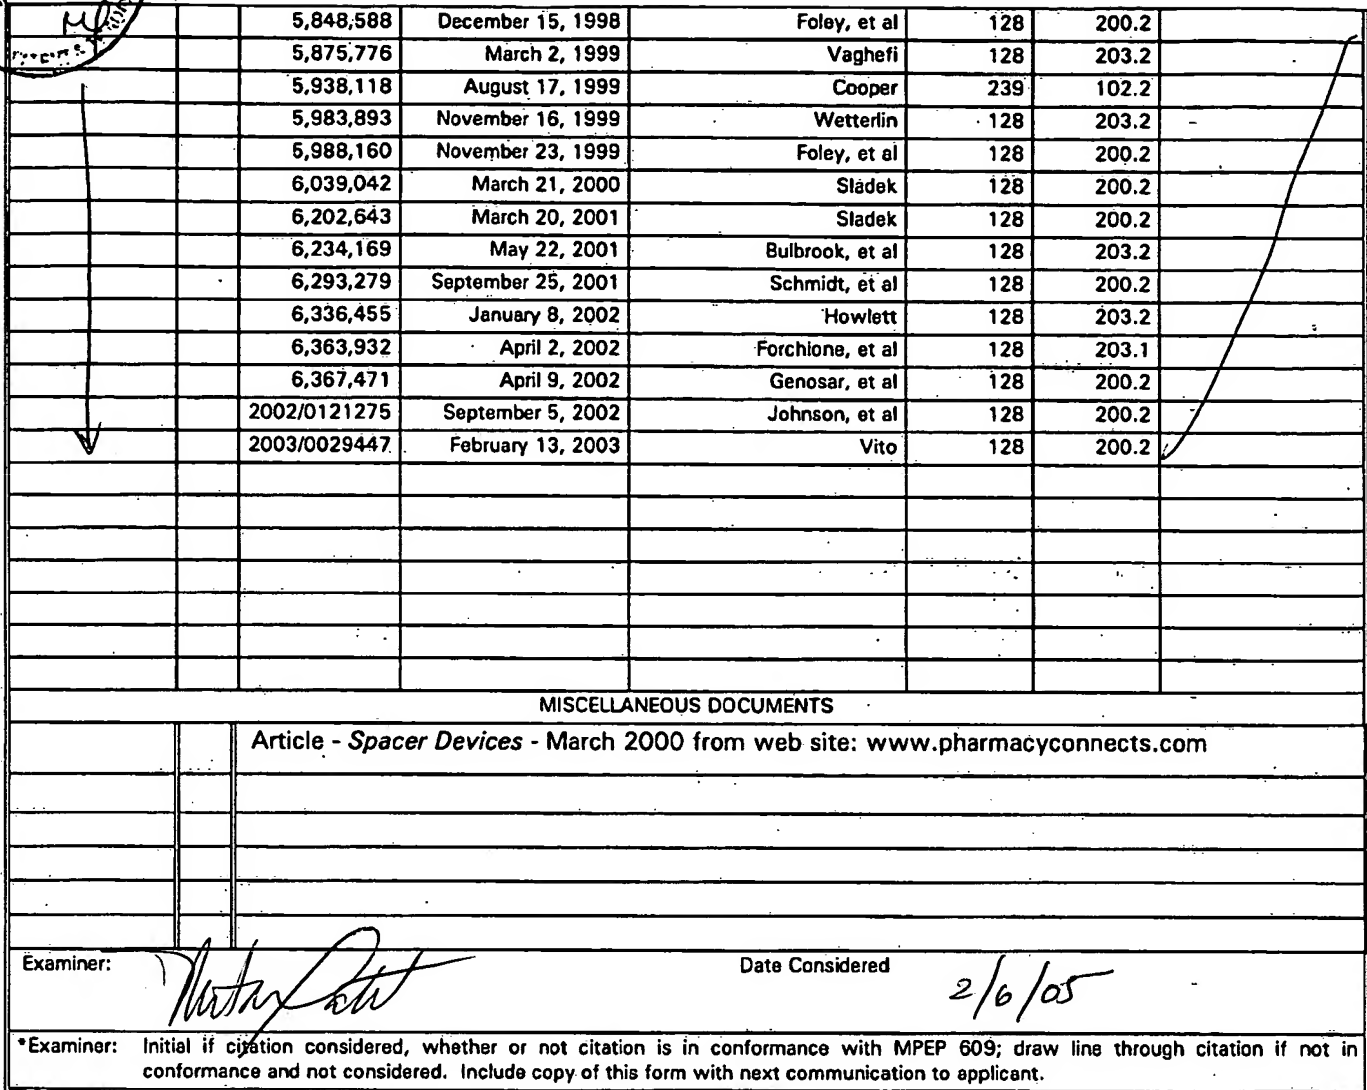 5,848,588 December 15, 1998 Foley, et al 128 200.2
5,875,776 March 2, 1999 Vaghefi 128 203.2
5,938,118 August 17, 1999 Cooper 239 102.2
5,983,893 November 16, 1999 Wetterlin 128 203.2
5,988,160 November 23, 1999 Foley, et al 128 200.2
6,039,042 March 21, 2000 Sladek 128 200.2
6,202,643 March 20, 2001 Sladek 128 200.2
6,234,169 May 22, 2001 Bulbrook, et al 128 203.2
6,293,279 September 25, 2001 Schmidt, et al 128 200.2
6,336,455 January 8, 2002 Howlett 128 203.2
6,363,932 April 2, 2002 Forchione, et al 128 203.1
6,367,471 April 9, 2002 Genosar, et al 128 200.2
2002/0121275 September 5, 2002 Johnson, et al 128 200.2
2003/0029447 February 13, 2003 Vito 128 200.2
MISCELLANEOUS DOCUMENTS
Article - Spacer Devices - March 2000 from web site: www.pharmacyconnects.com
Examiner: Date Considered 2/6/05
*Examiner: Initial if citation considered, whether or not citation is in conformance with MPEP 609; draw line through citation if not in
conformance and not considered. Include copy of this form with next communication to applicant.